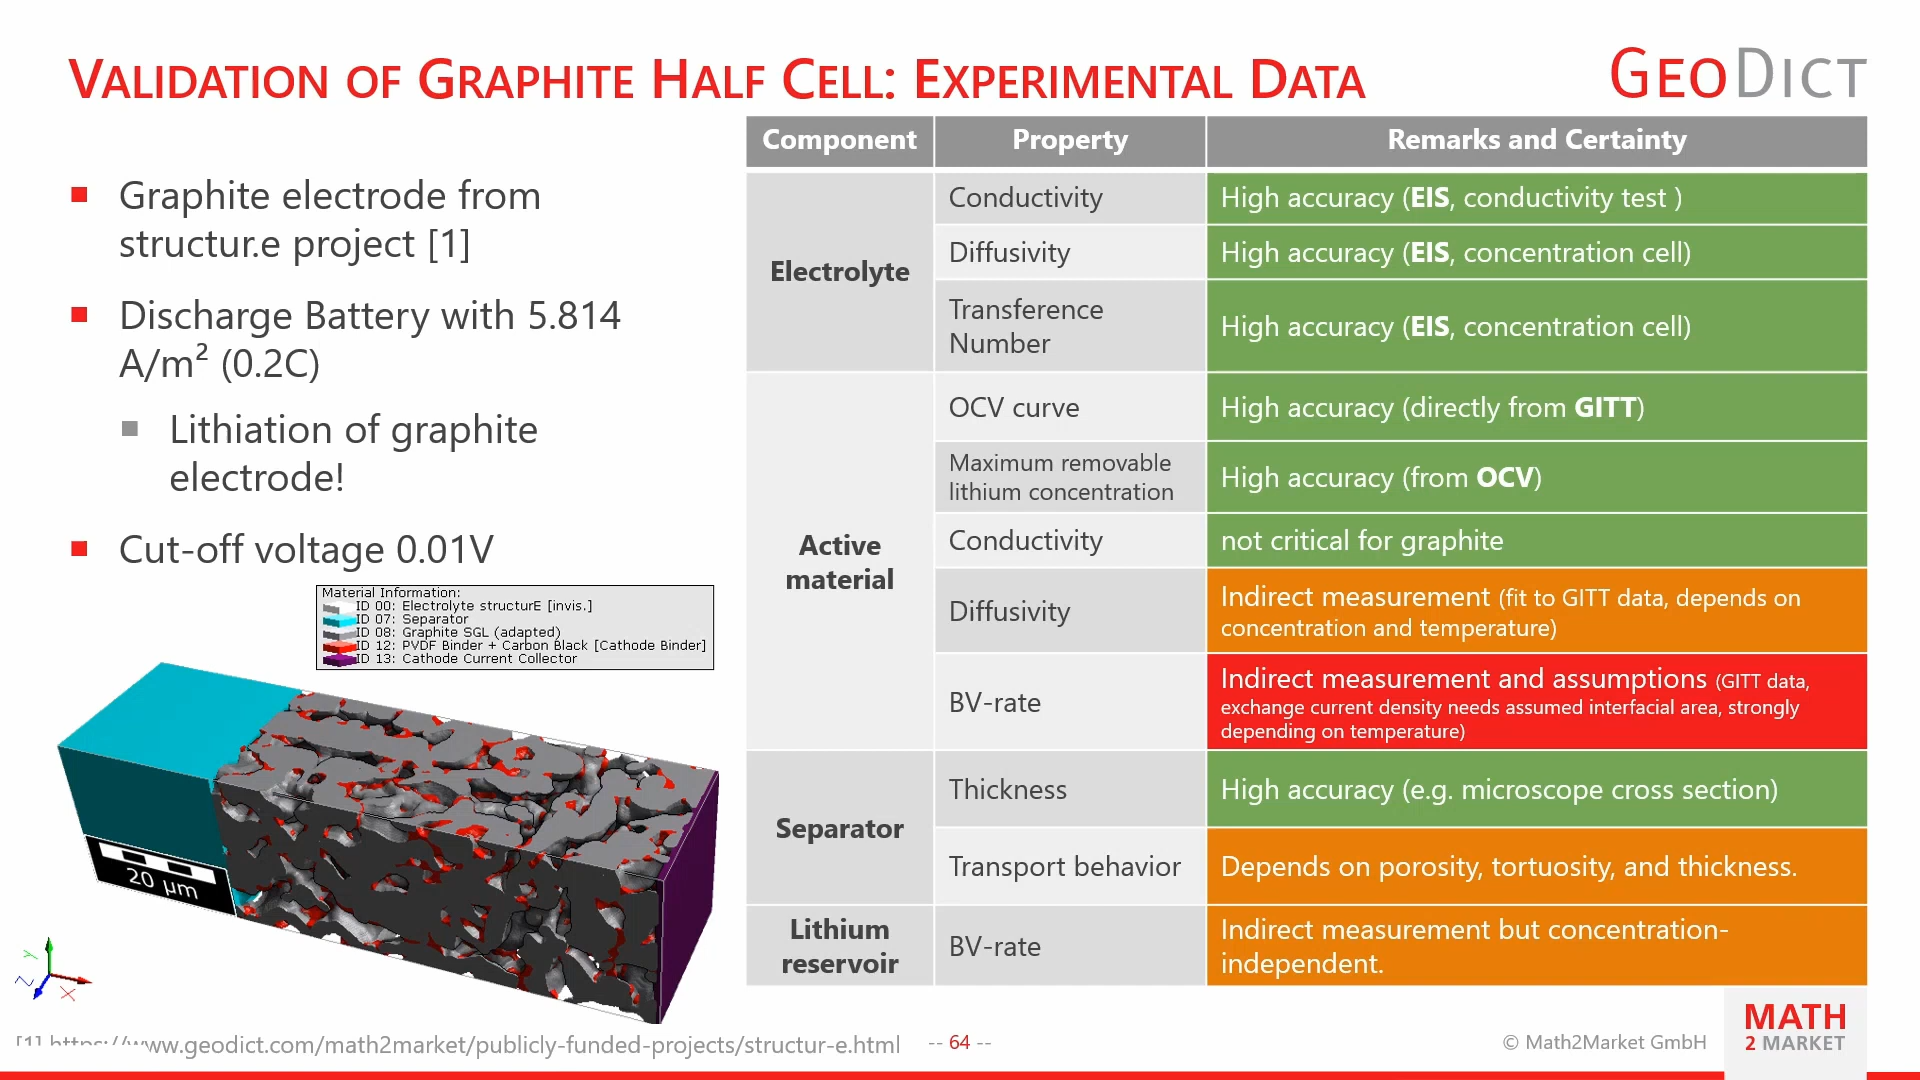 VALIDATION OF GRAPHITE HALF CELL: EXPERIMENTAL DATA
GEODICT
Graphite electrode from
structur.e project [1]
Discharge Battery with 5.814
A/m² (0.2C)
Lithiation of graphite
electrode!
Cut-off voltage 0.01V
Material Information:
ID 00: Electrolyte structurE [invis.]
ID 07: Separator
ID 08: Graphite SGL (adapted)
ID 12: PVDF Binder + Carbon Black [Cathode Binder]
ID 13: Cathode Current Collector
20 µm
y
z
x
Component Property Remarks and Certainty
Electrolyte
Conductivity High accuracy (EIS, conductivity test )
Diffusivity High accuracy (EIS, concentration cell)
Transference
Number
High accuracy (EIS, concentration cell)
Active
material
OCV curve High accuracy (directly from GITT)
Maximum removable
lithium concentration
High accuracy (from OCV)
Conductivity not critical for graphite
Diffusivity
Indirect measurement (fit to GITT data, depends on
concentration and temperature)
BV-rate
Indirect measurement and assumptions (GITT data,
exchange current density needs assumed interfacial area, strongly
depending on temperature)
Separator
Thickness High accuracy (e.g. microscope cross section)
Transport behavior Depends on porosity, tortuosity, and thickness.
Lithium
reservoir
BV-rate
Indirect measurement but concentration-
independent.
[1] https://www.geodict.com/math2market/publicly-funded-projects/structur-e.html
-- 64 --
© Math2Market GmbH
MATH
2 MARKET